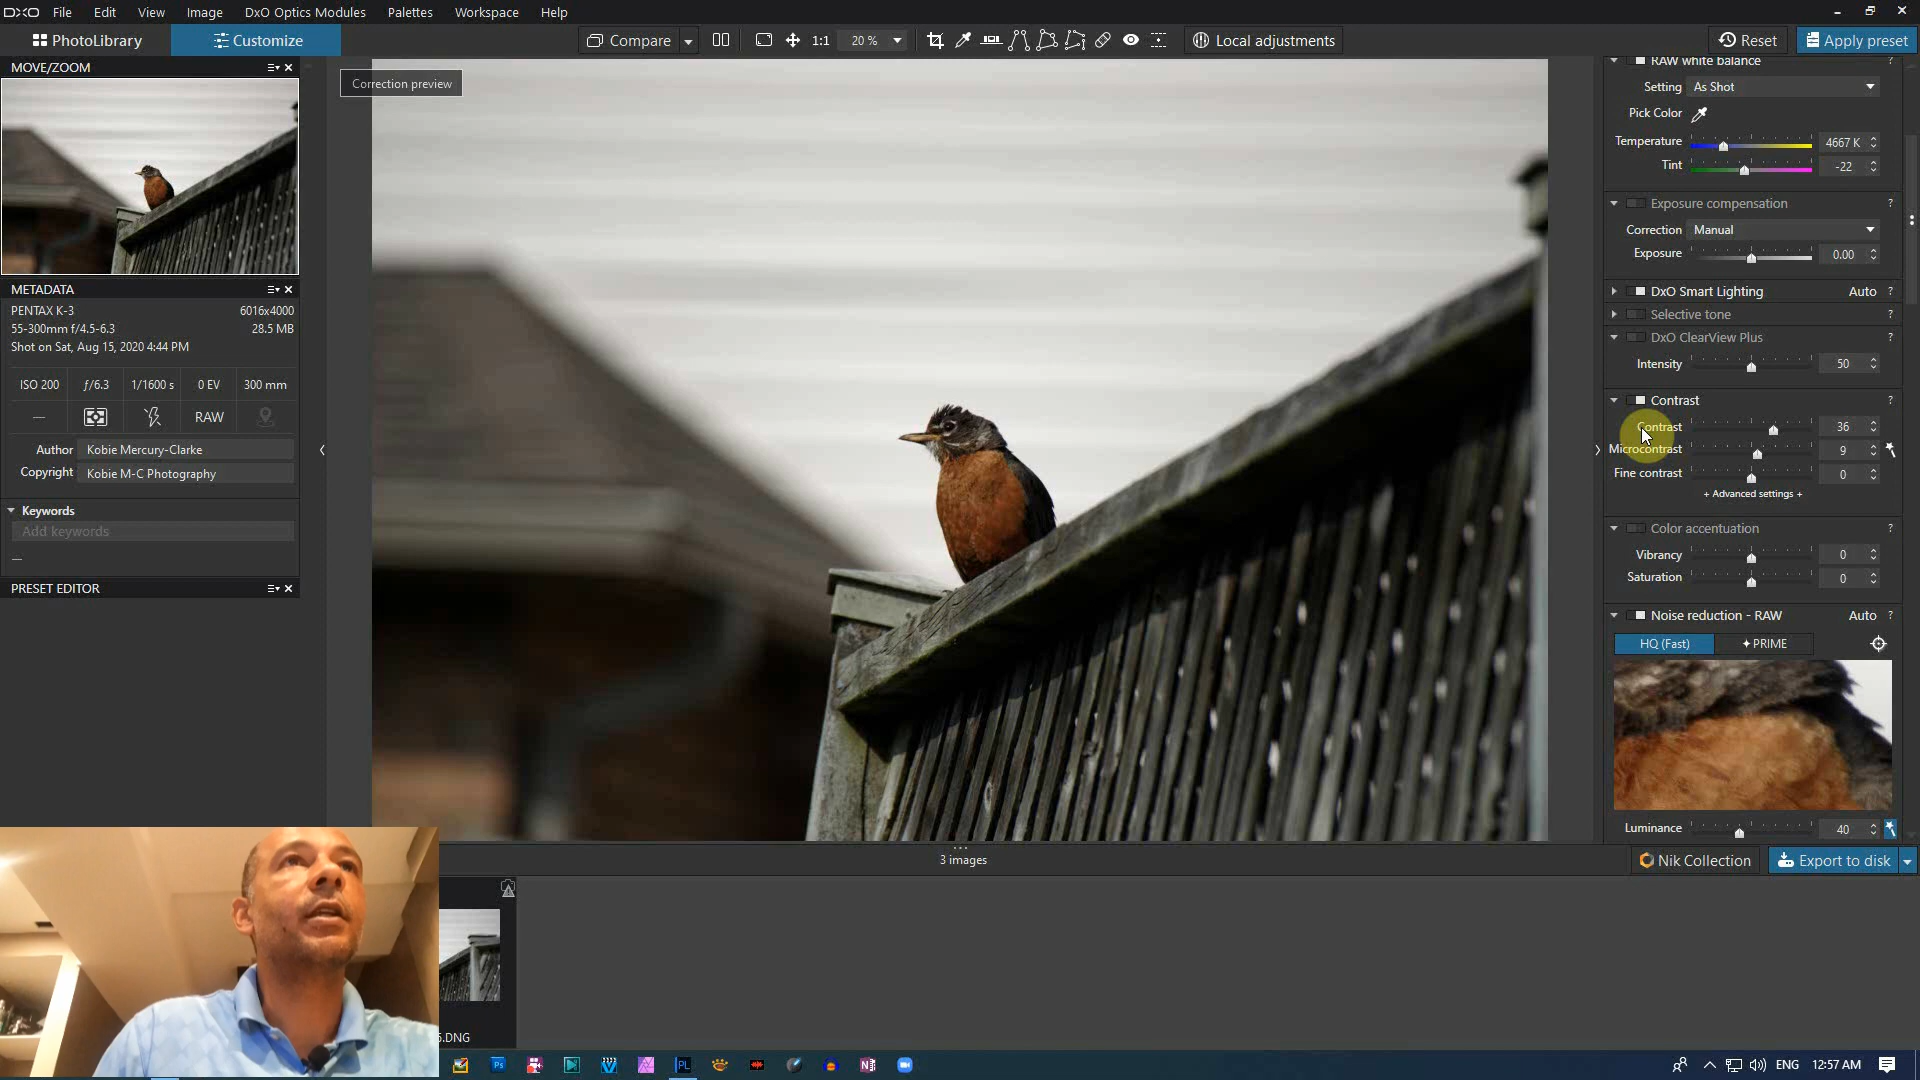 DXO File Edit View Image DxO Optics Modules Palettes Workspace Help
PhotoLibrary Customize Compare 1:1 20 % Local adjustments Reset Apply preset
MOVE/ZOOM
Correction preview
METADATA
PENTAX K-3 6016x4000
55-300mm f/4.5-6.3 28.5 MB
Shot on Sat, Aug 15, 2020 4:44 PM
ISO 200 ƒ/6.3 1/1600 s 0 EV 300 mm
RAW
Author Kobie Mercury-Clarke
Copyright Kobie M-C Photography
Keywords
Add keywords
PRESET EDITOR
RAW white balance ?
Setting As Shot
Pick Color
Temperature 4667 K
Tint -22
Exposure compensation ?
Correction Manual
Exposure 0.00
DxO Smart Lighting Auto ?
Selective tone ?
DxO ClearView Plus ?
Intensity 50
Contrast ?
Contrast 36
Microcontrast 9
Fine contrast 0
+ Advanced settings +
Color accentuation ?
Vibrancy 0
Saturation 0
Noise reduction - RAW Auto ?
HQ (Fast) PRIME
Luminance 40
3 images
Nik Collection Export to disk
.DNG
Ps PL N
ENG 12:57 AM